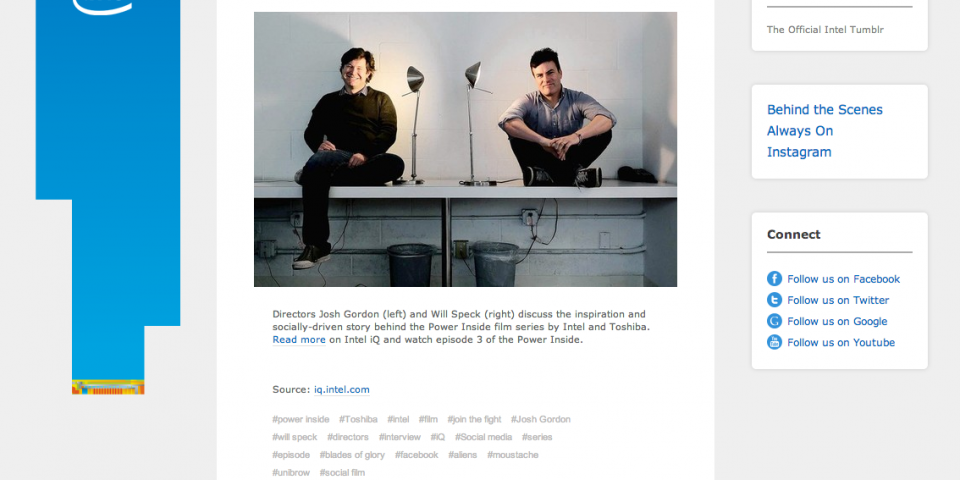 Directors Josh Gordon (left) and Will Speck (right) discuss the inspiration and
socially-driven story behind the Power Inside film series by Intel and Toshiba.
Read more on Intel iQ and watch episode 3 of the Power Inside.
Source: iq.intel.com
#power inside #Toshiba #intel #film #join the fight #Josh Gordon
#will speck #directors #interview #iQ #Social media #series
#episode #blades of glory #facebook #aliens #moustache
#unibrow #social film
The Official Intel Tumblr
Behind the Scenes
Always On
Instagram
Connect
Follow us on Facebook
Follow us on Twitter
Follow us on Google
Follow us on Youtube